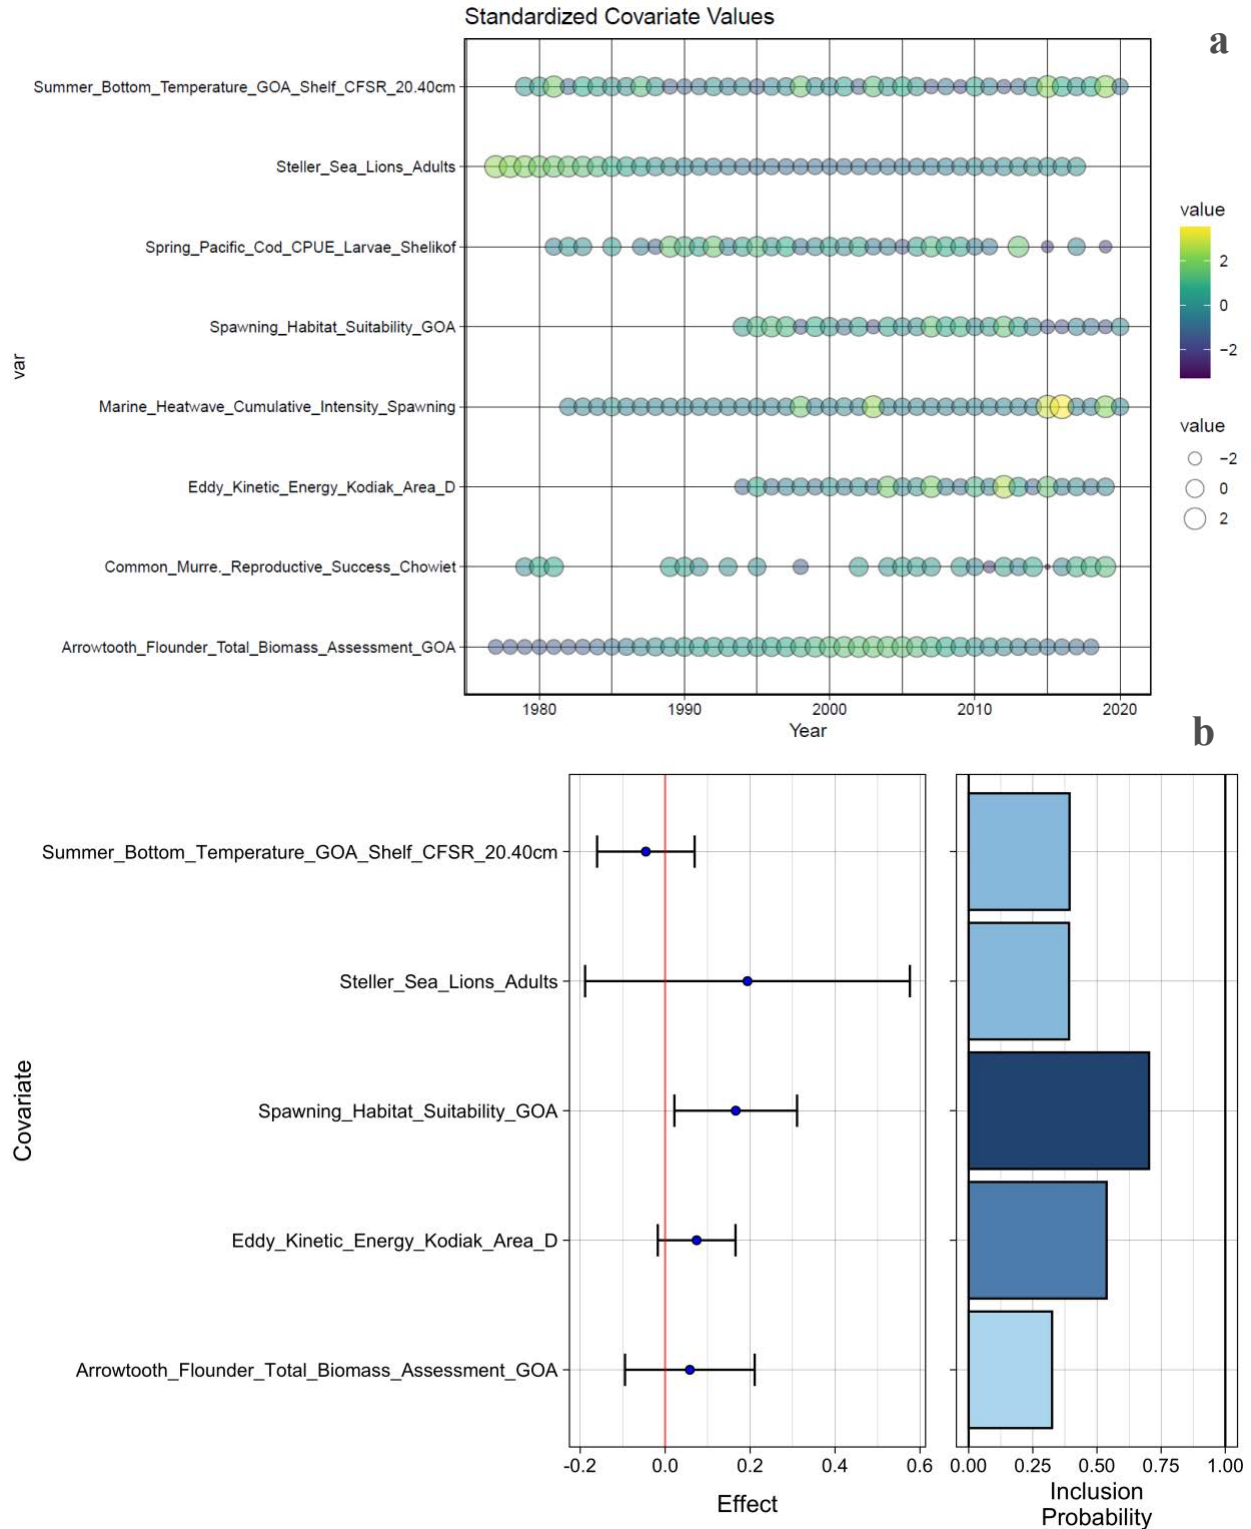 Standardized Covariate Values
a
var
Summer_Bottom_Temperature_GOA_Shelf_CFSR_20.40cm
Steller_Sea_Lions_Adults
Spring_Pacific_Cod_CPUE_Larvae_Shelikof
Spawning_Habitat_Suitability_GOA
Marine_Heatwave_Cumulative_Intensity_Spawning
Eddy_Kinetic_Energy_Kodiak_Area_D
Common_Murre._Reproductive_Success_Chowiet
Arrowtooth_Flounder_Total_Biomass_Assessment_GOA
1980 1990 2000 2010 2020
Year
value
2
0
−2
value
−2
0
2
b
Covariate
Summer_Bottom_Temperature_GOA_Shelf_CFSR_20.40cm
Steller_Sea_Lions_Adults
Spawning_Habitat_Suitability_GOA
Eddy_Kinetic_Energy_Kodiak_Area_D
Arrowtooth_Flounder_Total_Biomass_Assessment_GOA
-0.2 0.0 0.2 0.4 0.6
Effect
0.00 0.25 0.50 0.75 1.00
Inclusion
Probability